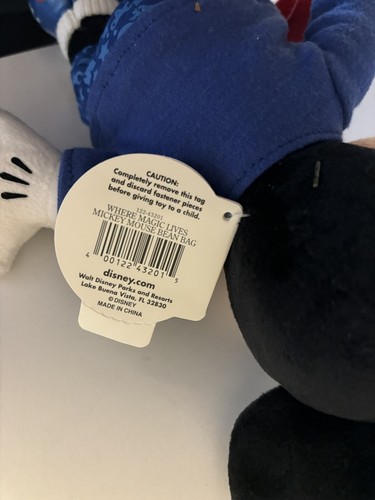 CAUTION:
Completely remove this tag
and discard fastener pieces
before giving toy to a child.
122-43201
WHERE MAGIC LIVES
MICKEY MOUSE BEAN BAG
4 00122 43201 5
disney.com
Walt Disney Parks and Resorts
Lake Buena Vista, FL 32830
© DISNEY
MADE IN CHINA